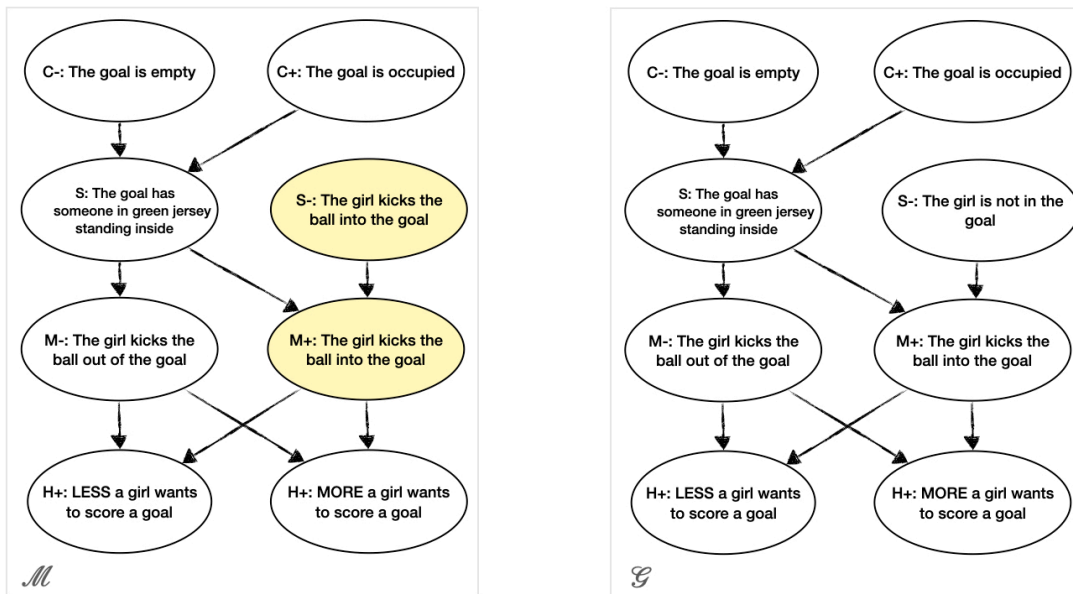 C-: The goal is empty
C+: The goal is occupied
S: The goal has
someone in green jersey
standing inside
S-: The girl kicks the
ball into the goal
M-: The girl kicks the
ball out of the goal
M+: The girl kicks the
ball into the goal
H+: LESS a girl wants
to score a goal
H+: MORE a girl wants
to score a goal
ℳ
C-: The goal is empty
C+: The goal is occupied
S: The goal has
someone in green jersey
standing inside
S-: The girl is not in the
goal
M-: The girl kicks the
ball out of the goal
M+: The girl kicks the
ball into the goal
H+: LESS a girl wants
to score a goal
H+: MORE a girl wants
to score a goal
𝒢